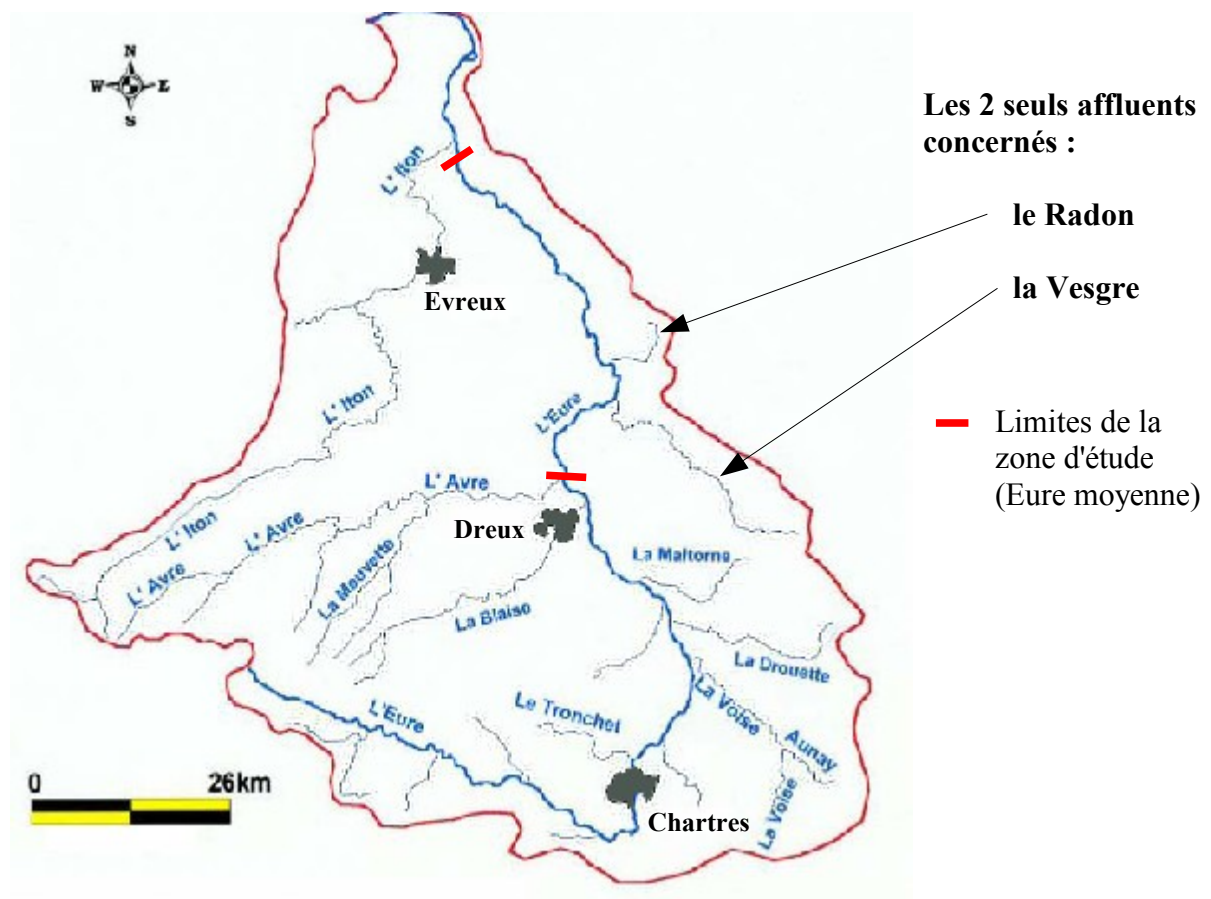 N
W E
S
Les 2 seuls affluents
concernés :
le Radon
la Vesgre
Limites de la
zone d'étude
(Eure moyenne)
L' Iton
Evreux
L' Iton
L'Eure
L' Avre
Dreux
L' Iton
L' Avre
L' Avre
La Meuvette
La Blaise
La Maltorne
La Drouette
La Voise
Aunay
La Voise
Le Tronchet
L'Eure
Chartres
0 26km